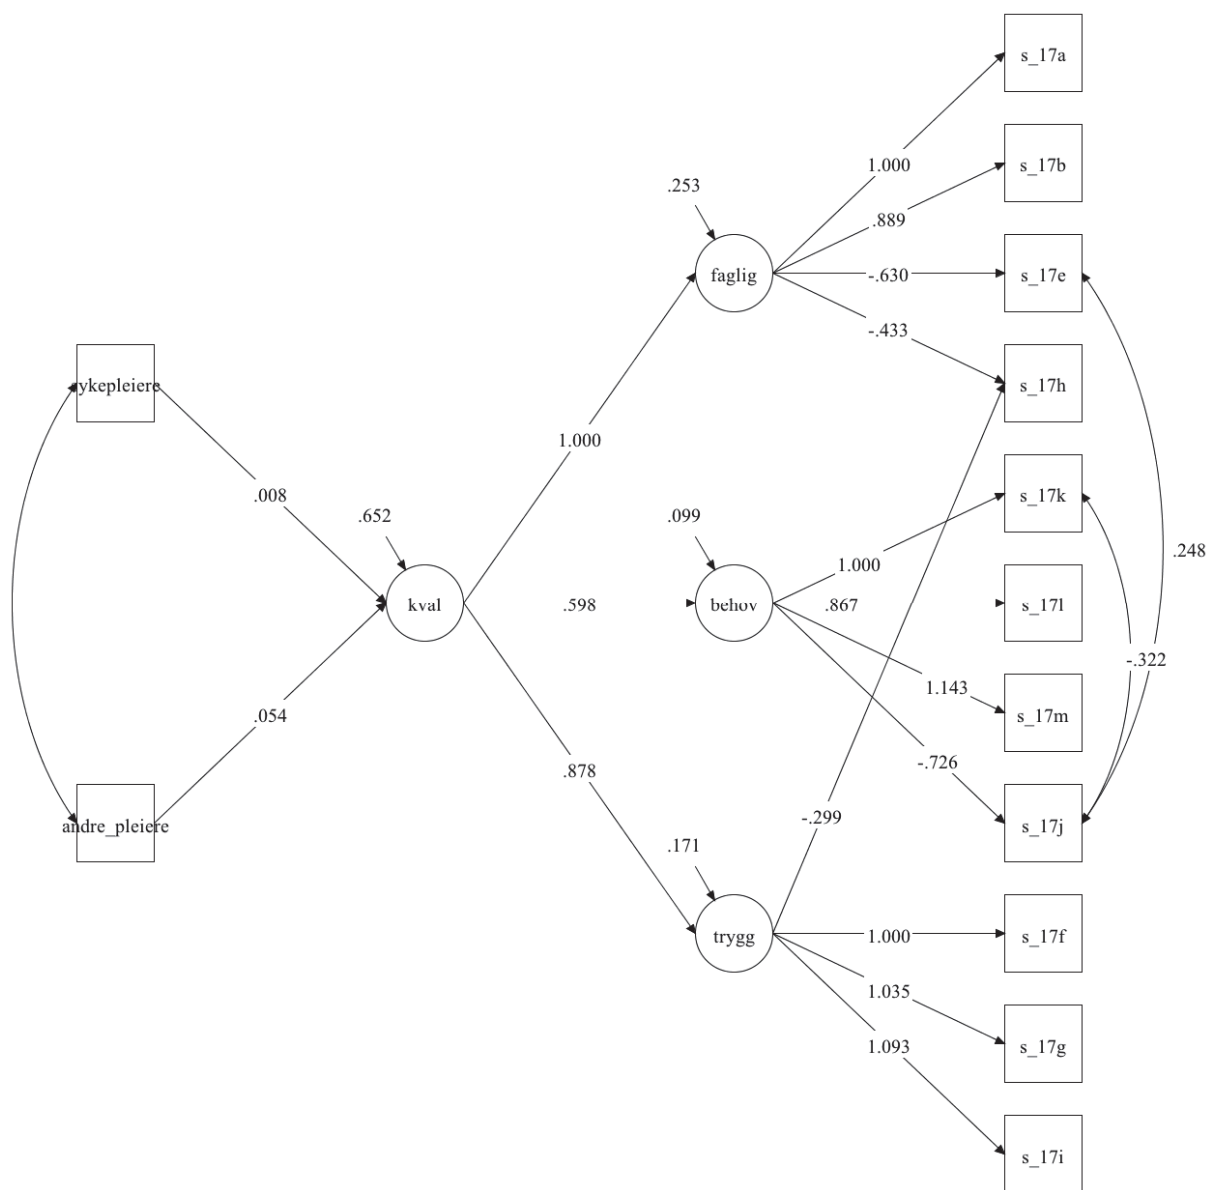 s_17a
1.000
s_17b
.253
.889
faglig
-.630
s_17e
-.433
ykepleiere
s_17h
1.000
.008
s_17k
.652
.099
.248
1.000
kval
.598
behov
.867
s_17l
-.322
1.143
.054
s_17m
.878
-.726
-.299
andre_pleiere
s_17j
.171
trygg
1.000
s_17f
1.035
1.093
s_17g
s_17i